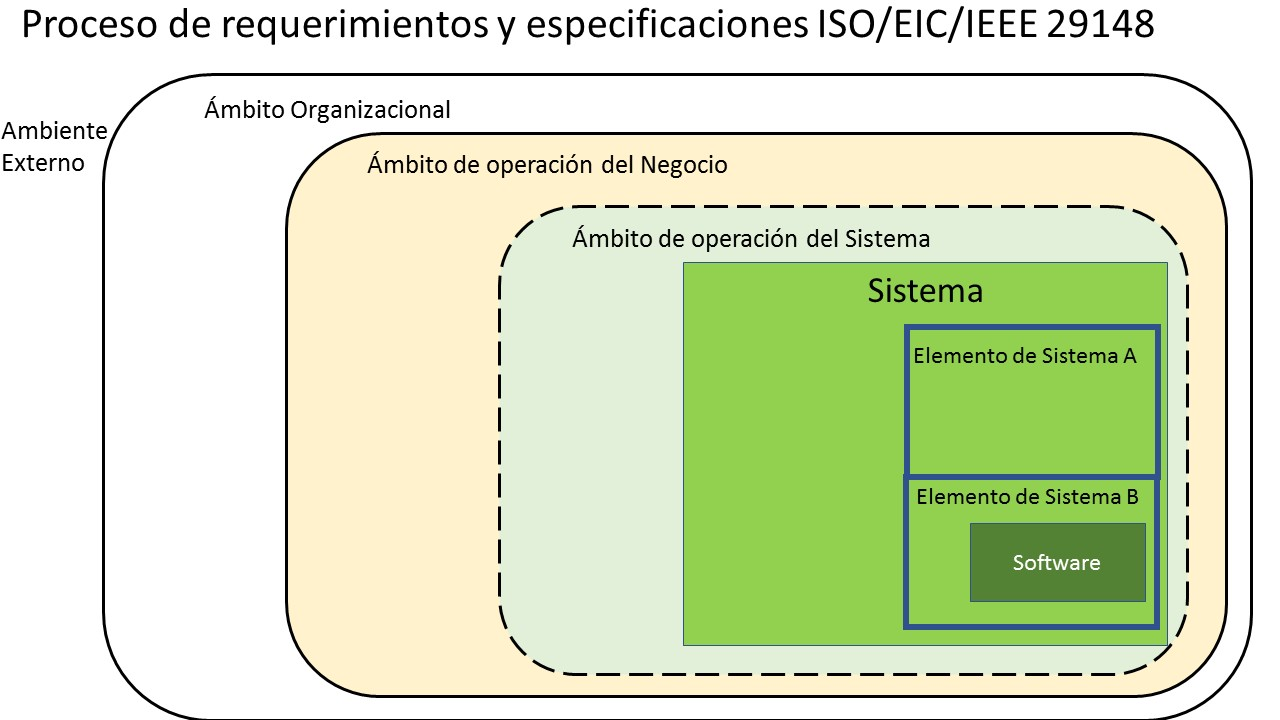 Proceso de requerimientos y especificaciones ISO/EIC/IEEE 29148
Ámbito Organizacional
Ambiente
Externo
Ámbito de operación del Negocio
Ámbito de operación del Sistema
Sistema
Elemento de Sistema A
Elemento de Sistema B
Software